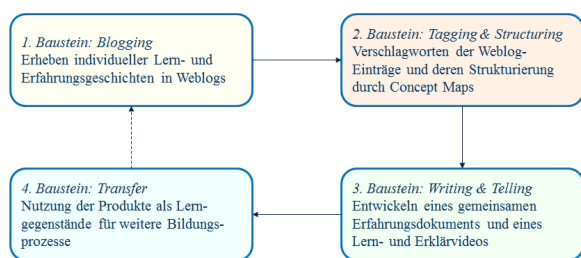 1. Baustein: Blogging
Erheben individueller Lern- und
Erfahrungsgeschichten in Weblogs
2. Baustein: Tagging & Structuring
Verschlagworten der Weblog-
Einträge und deren Strukturierung
durch Concept Maps
4. Baustein: Transfer
Nutzung der Produkte als Lern-
gegenstände für weitere Bildungs-
prozesse
3. Baustein: Writing & Telling
Entwickeln eines gemeinsamen
Erfahrungsdokuments und eines
Lern- und Erklärvideos